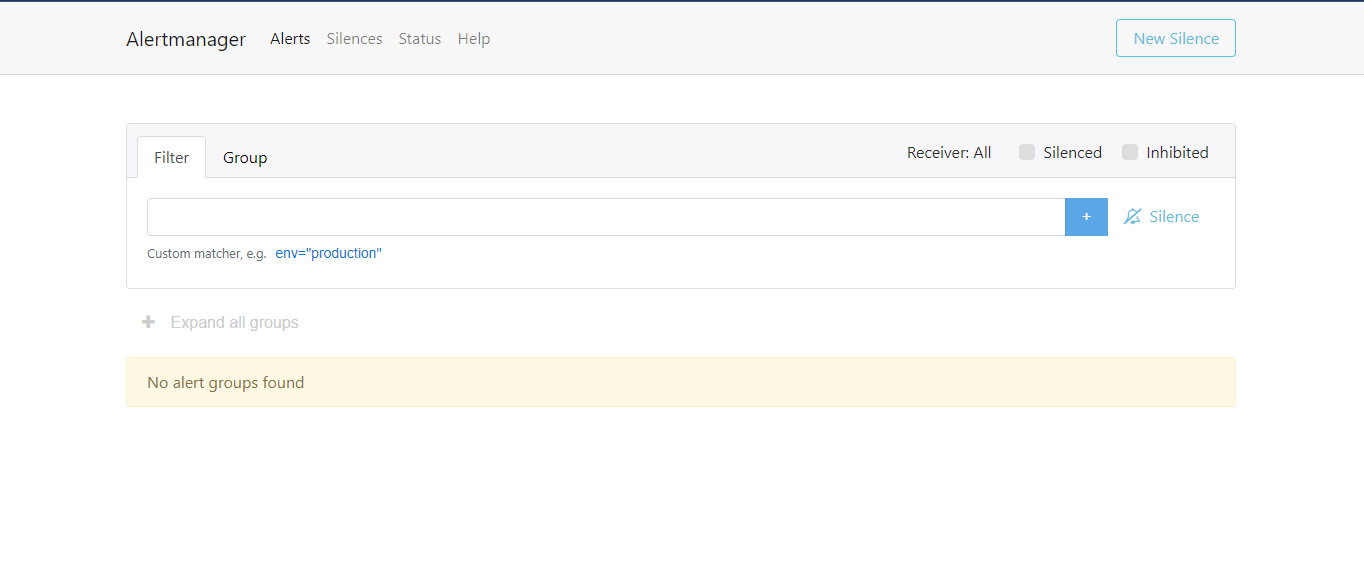 Alertmanager Alerts Silences Status Help New Silence
Filter Group Receiver: All Silenced Inhibited
+ Silence
Custom matcher, e.g. env="production"
+ Expand all groups
No alert groups found